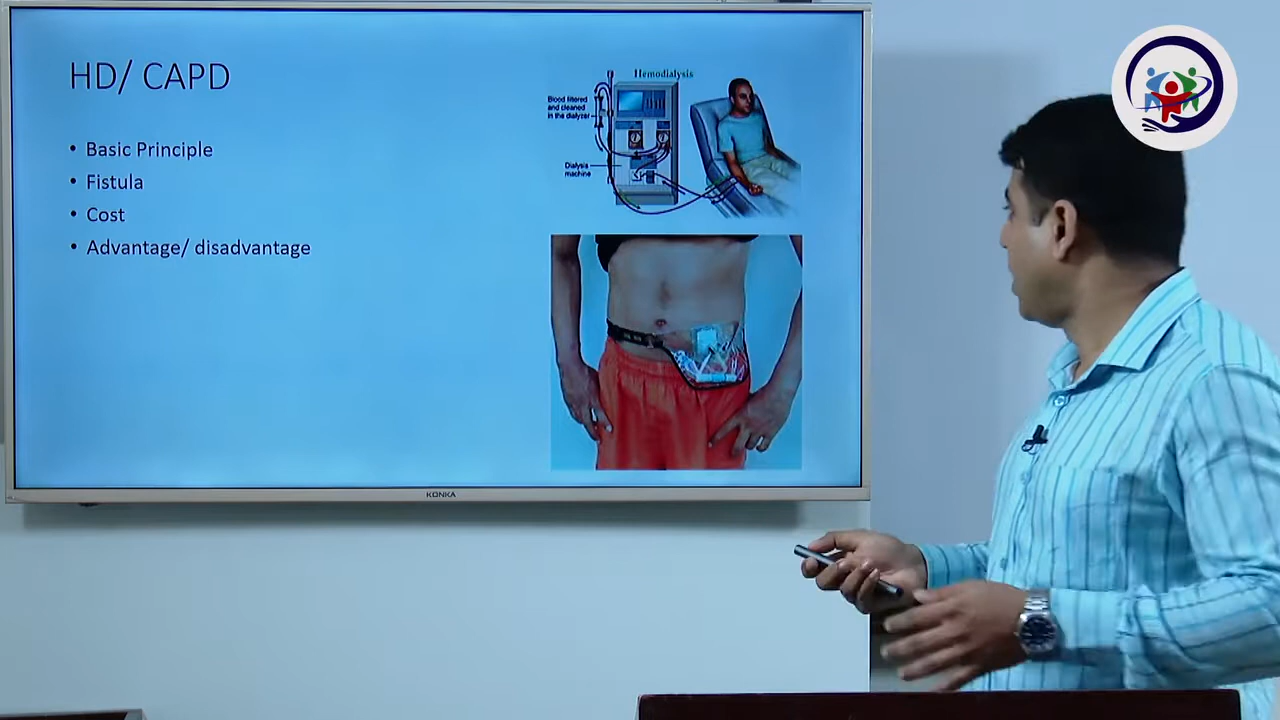 HD/ CAPD
• Basic Principle
• Fistula
• Cost
• Advantage/ disadvantage
Hemodialysis
Blood filtered
and cleaned
in the dialyzer
Dialysis
machine
KONKA